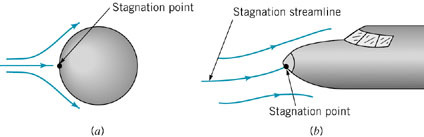 Stagnation point
Stagnation streamline
Stagnation point
(a)
(b)